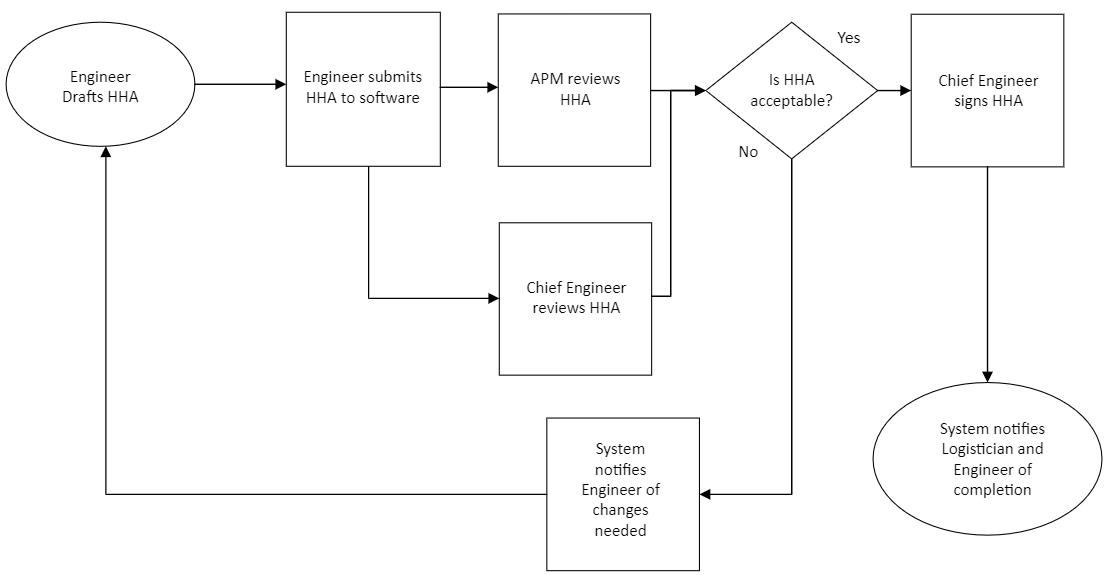 Engineer
Drafts HHA
Engineer submits
HHA to software
APM reviews
HHA
Is HHA
acceptable?
Yes
No
Chief Engineer
signs HHA
Chief Engineer
reviews HHA
System
notifies
Engineer of
changes
needed
System notifies
Logistician and
Engineer of
completion